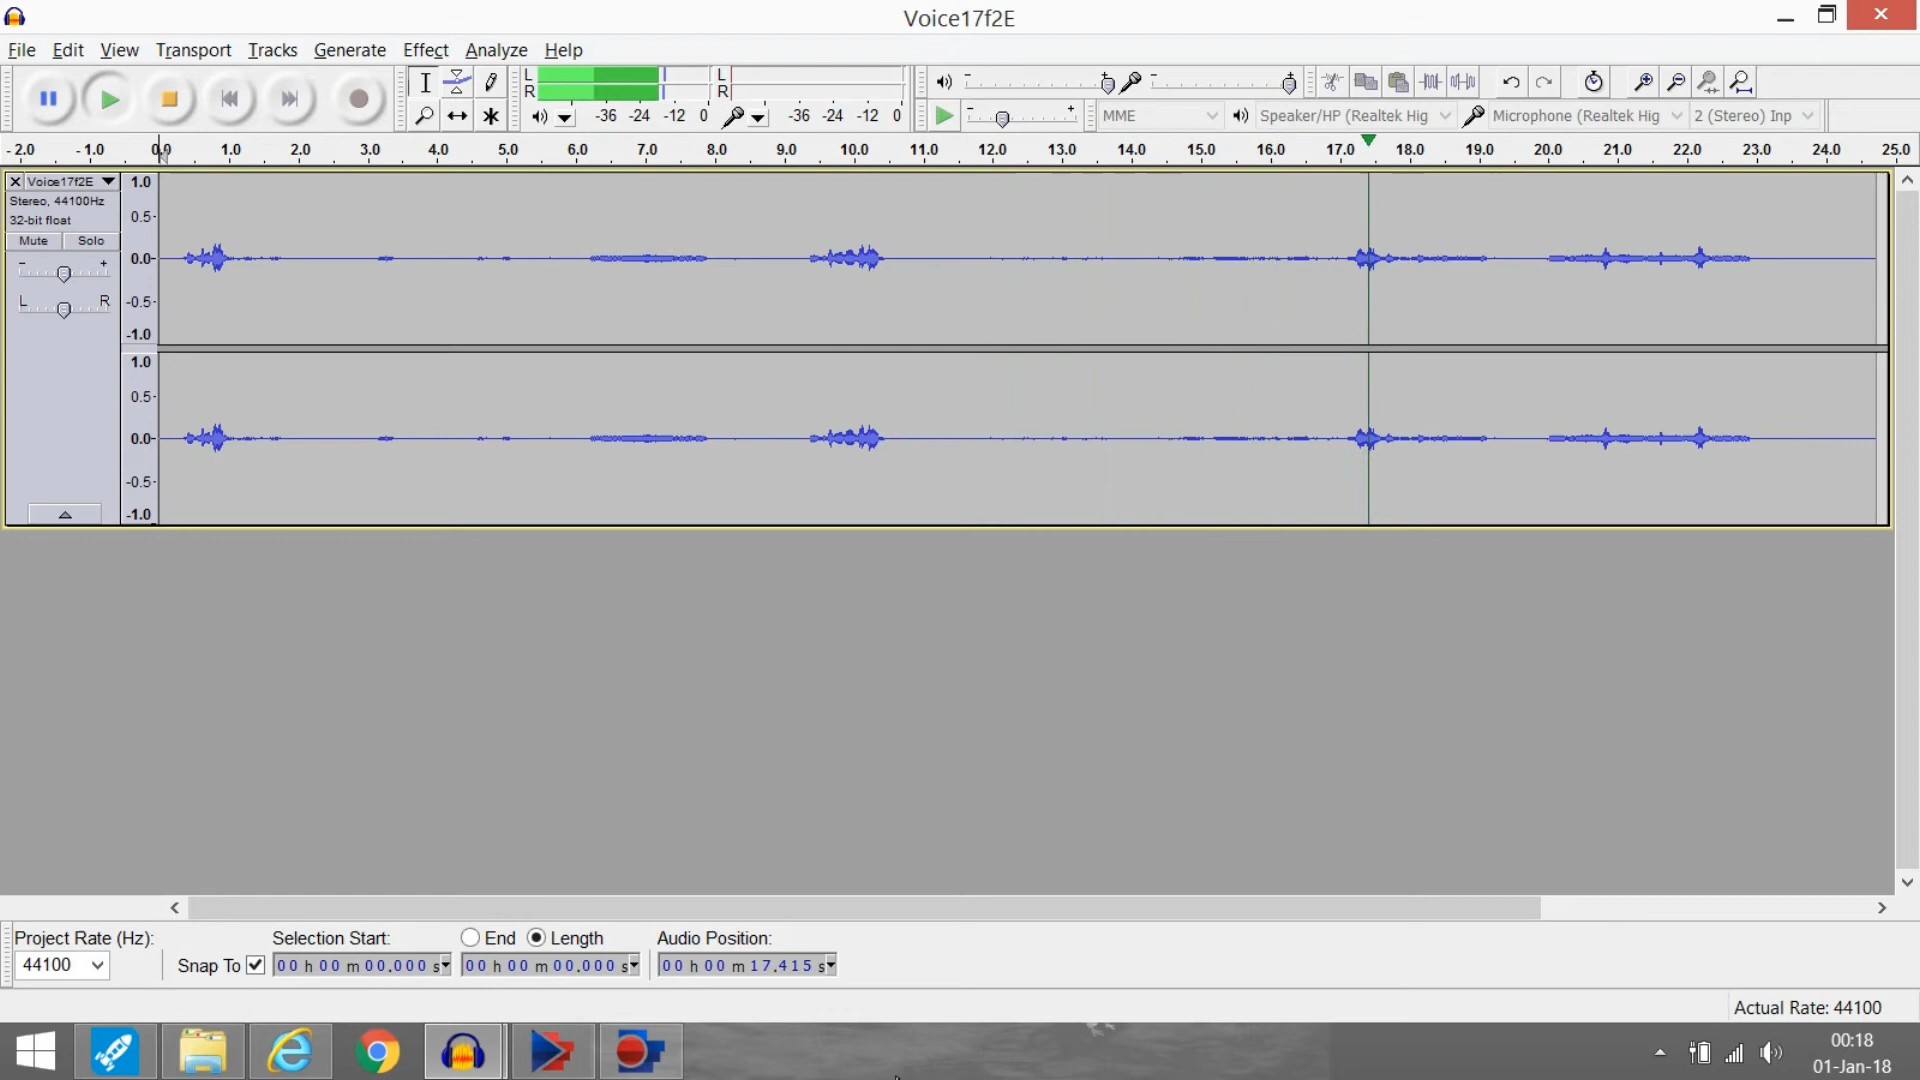 Voice17f2E
File Edit View Transport Tracks Generate Effect Analyze Help
L
R
-36 -24 -12 0
L
R
-36 -24 -12 0
MME
Speaker/HP (Realtek Hig
Microphone (Realtek Hig
2 (Stereo) Inp
-2.0 -1.0 0.0 1.0 2.0 3.0 4.0 5.0 6.0 7.0 8.0 9.0 10.0 11.0 12.0 13.0 14.0 15.0 16.0 17.0 18.0 19.0 20.0 21.0 22.0 23.0 24.0 25.0
Voice17f2E
Stereo, 44100Hz
32-bit float
Mute Solo
- +
L R
1.0
0.5-
0.0-
-0.5-
-1.0
1.0
0.5-
0.0-
-0.5-
-1.0
Project Rate (Hz):
44100
Snap To
Selection Start:
00 h 00 m 00.000 s
End Length
00 h 00 m 00.000 s
Audio Position:
00 h 00 m 17.415 s
Actual Rate: 44100
00:18
01-Jan-18